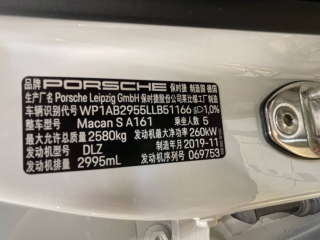 品牌 PORSCHE 保时捷 制造国 德国
生产厂名 Porsche Leipzig GmbH 保时捷股份公司莱比锡工厂制造
车辆识别代号 WP1AB2955LLB51166 1,0%
整车型号 Macan S A161 乘坐人数 5
最大允许总质量 2580kg 发动机最大净功率 260kW
发动机型号 DLZ 制造年月 2019-11
发动机排量 2995mL 发动机序列号 069753